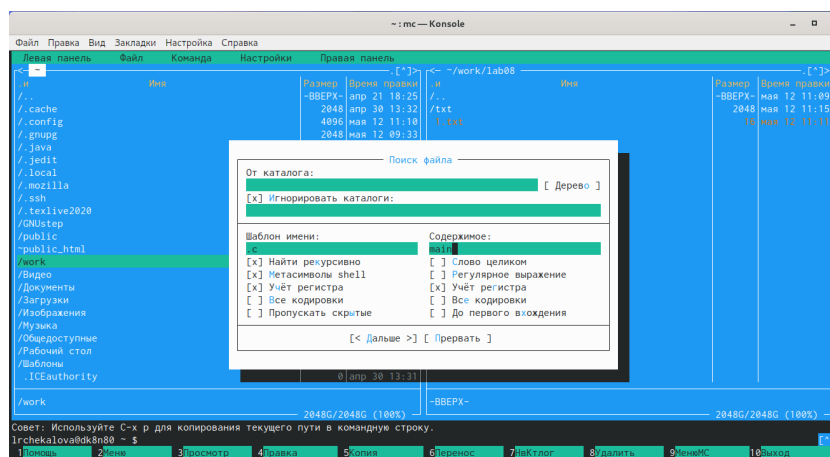 ~ : mc — Konsole
Файл Правка Вид Закладки Настройка Справка
Левая панель Файл Команда Настройки Правая панель
<- ~ .[^]> <- ~/work/lab08 .[^]>
.и Имя Размер Время правки .и Имя Размер Время правки
/.. -ВВЕРХ- апр 21 18:25 /.. -ВВЕРХ- мая 12 11:09
/.cache 2048 апр 30 13:32 /txt 2048 мая 12 11:15
/.config 4096 мая 12 11:10 1.txt 16 мая 12 11:11
/.gnupg 2048 мая 12 09:33
/.java
/.jedit Поиск файла
/.local От каталога:
/.mozilla [ Дерево ]
/.ssh [x] Игнорировать каталоги:
/.texlive2020
/GNUstep
/public Шаблон имени: Содержимое:
~public_html .c main
/work [x] Найти рекурсивно [ ] Слово целиком
/Видео [x] Метасимволы shell [ ] Регулярное выражение
/Документы [x] Учёт регистра [x] Учёт регистра
/Загрузки [ ] Все кодировки [ ] Все кодировки
/Изображения [ ] Пропускать скрытые [ ] До первого вхождения
/Музыка
/Общедоступные [< Дальше >] [ Прервать ]
/Рабочий стол
/Шаблоны
.ICEauthority 0 апр 30 13:31
/work -ВВЕРХ-
2048G/2048G (100%) 2048G/2048G (100%)
Совет: Используйте C-x p для копирования текущего пути в командную строку.
lrchekalova@dk8n80 ~ $ [^
1Помощь 2Меню 3Просмотр 4Правка 5Копия 6Перенос 7НвКтлог 8Удалить 9МенюMC 10Выход